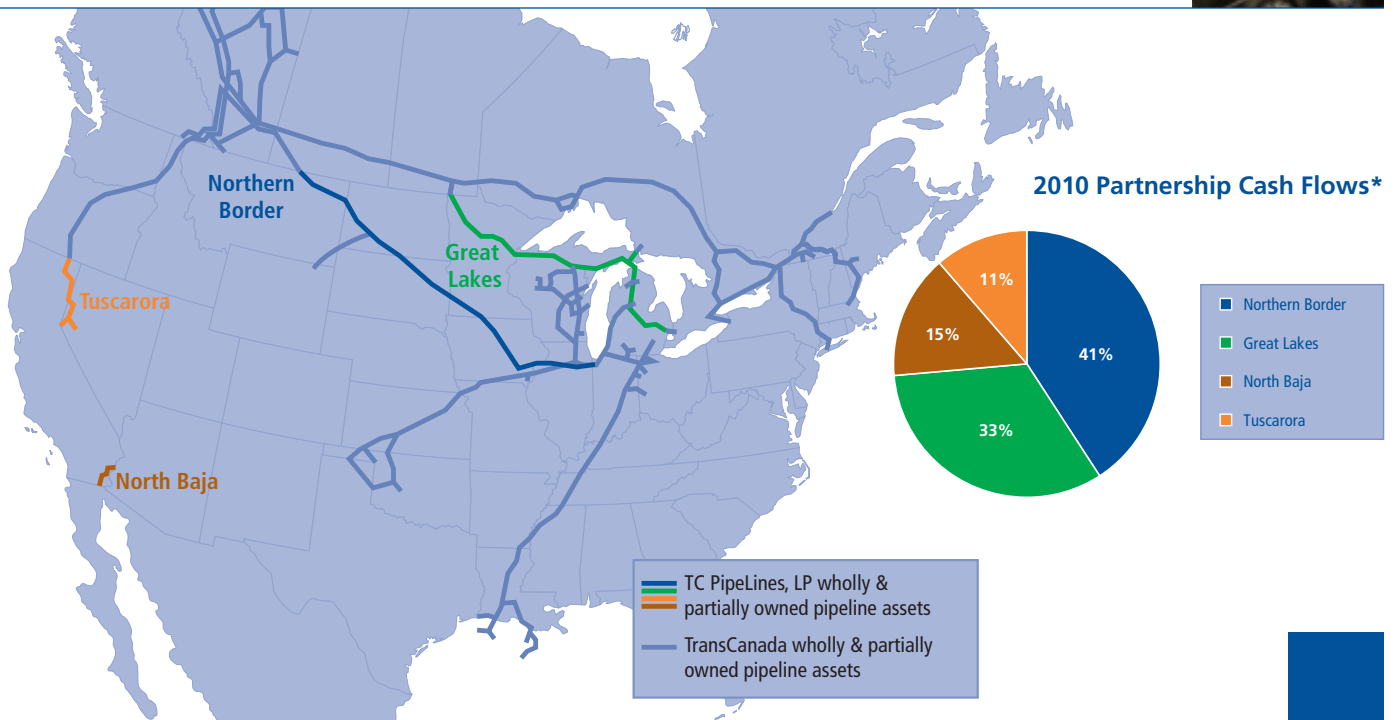 Northern
Border
Great
Lakes
Tuscarora
North Baja
TC PipeLines, LP wholly &
partially owned pipeline assets
TransCanada wholly & partially
owned pipeline assets
2010 Partnership Cash Flows*
11%
15%
41%
33%
Northern Border
Great Lakes
North Baja
Tuscarora